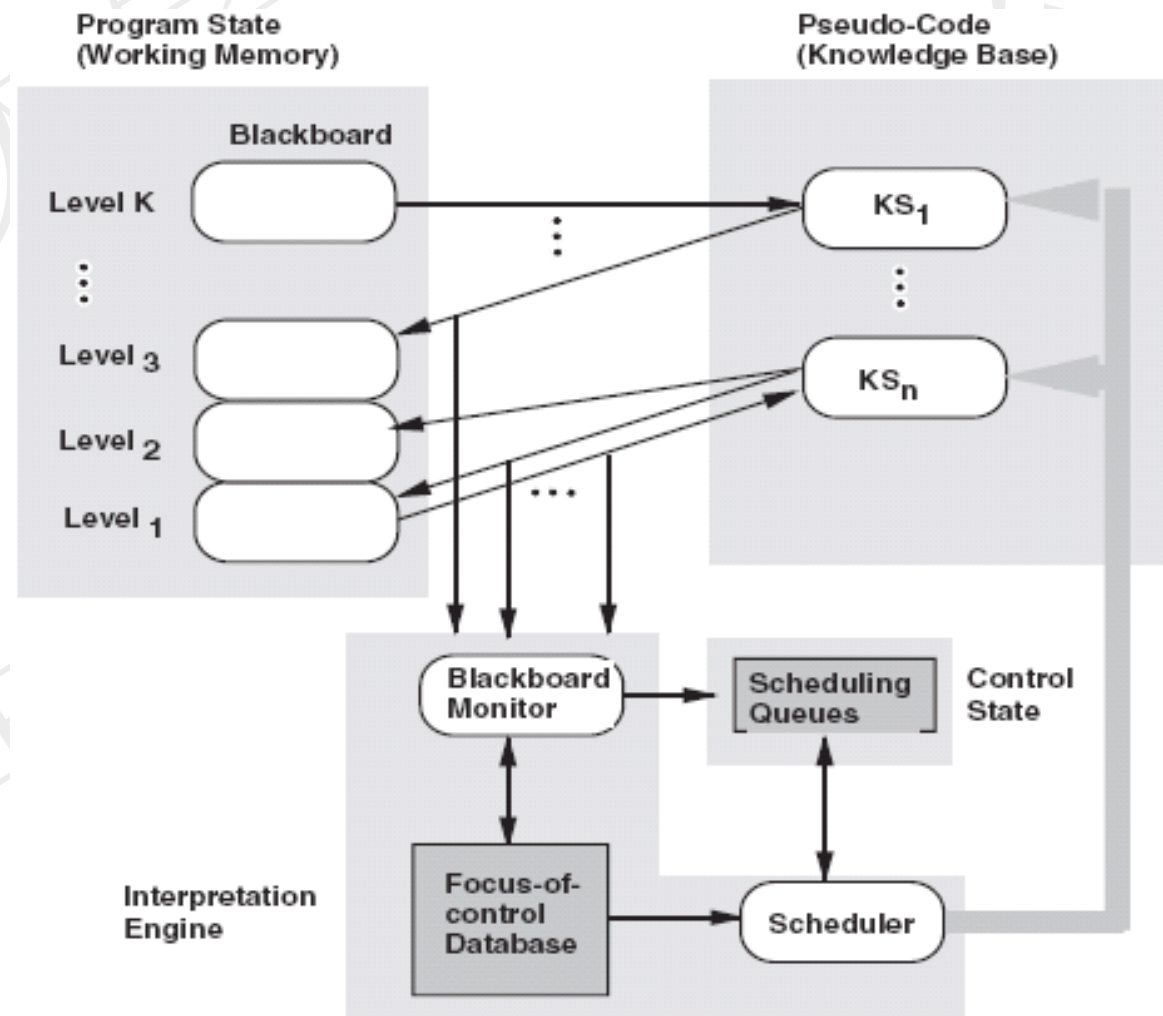 Program State
(Working Memory)
Pseudo-Code
(Knowledge Base)
Blackboard
Level K
KS1
Level 3
KSn
Level 2
Level 1
Blackboard
Monitor
Scheduling
Queues
Control
State
Interpretation
Engine
Focus-of-
control
Database
Scheduler